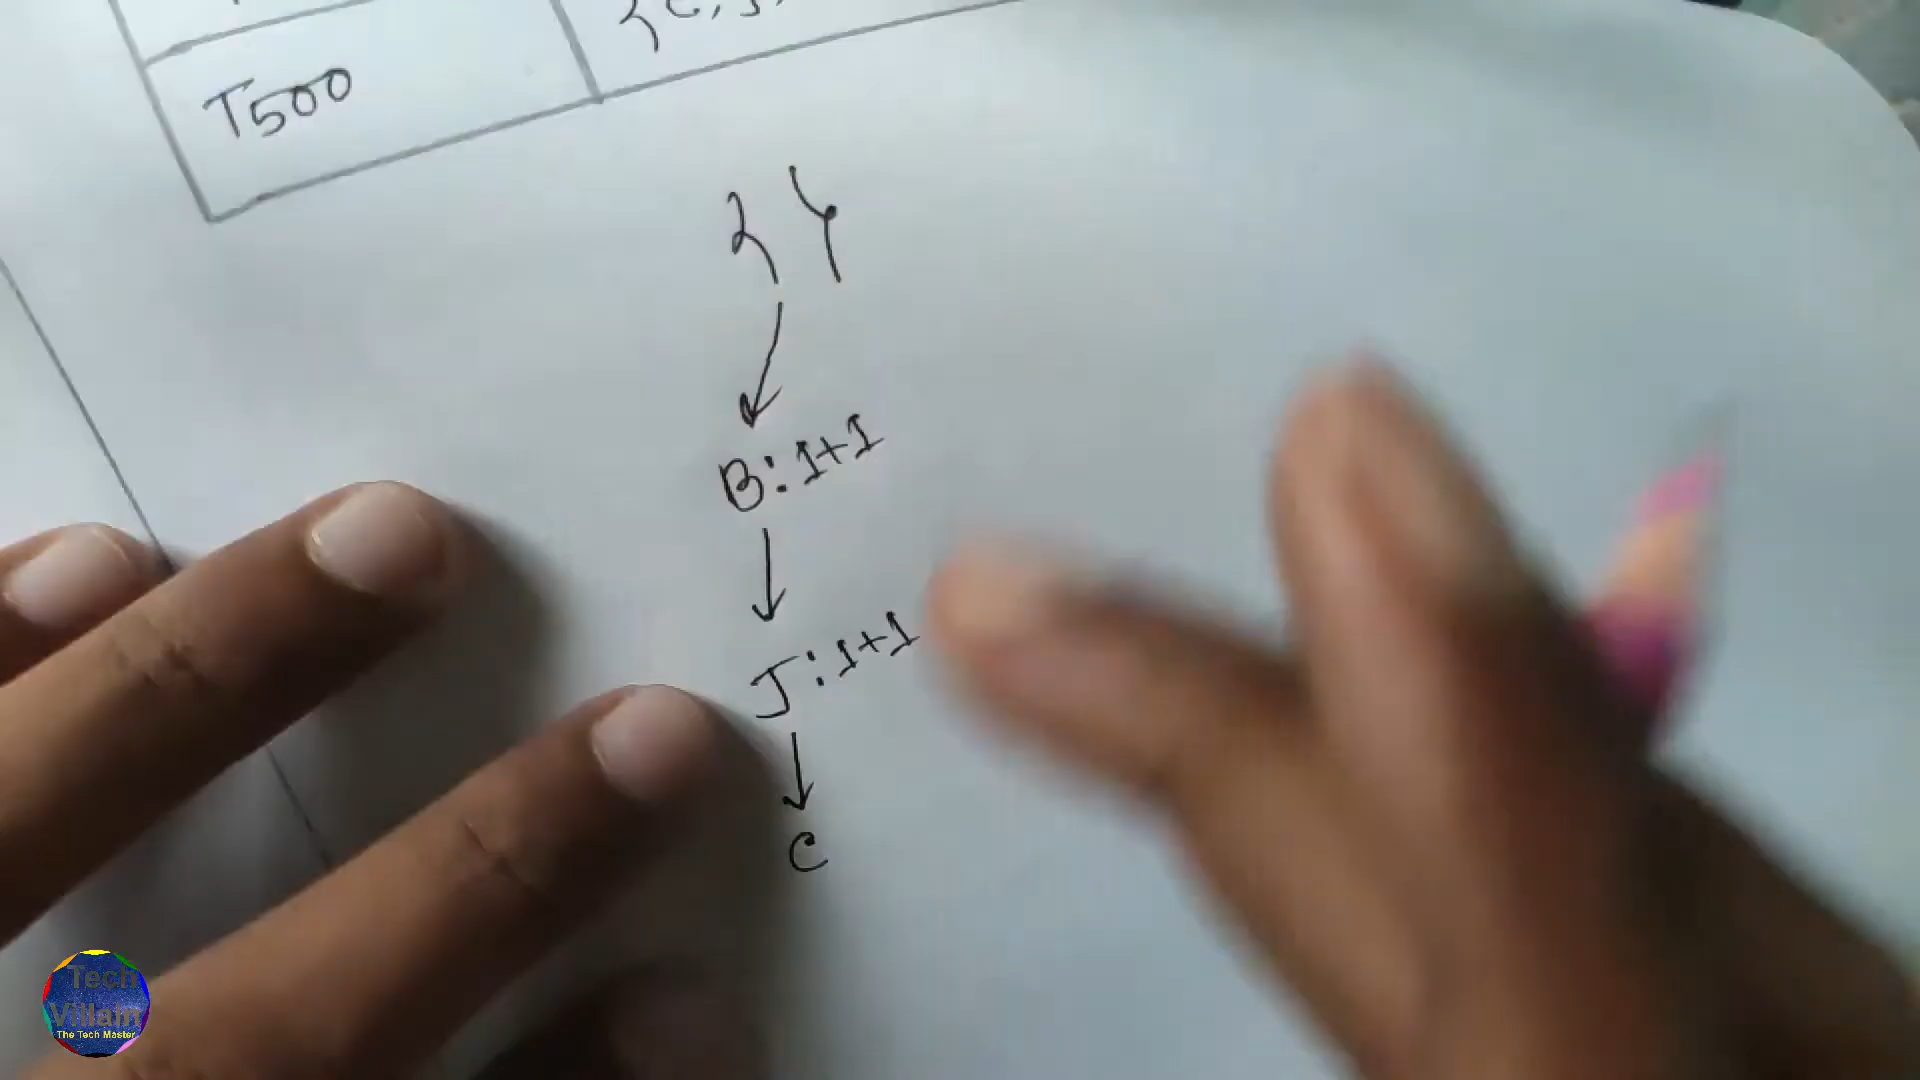 {C, J,
T500
{ }
B:1+1
J:1+1
C
Tech
Villain
The Tech Master